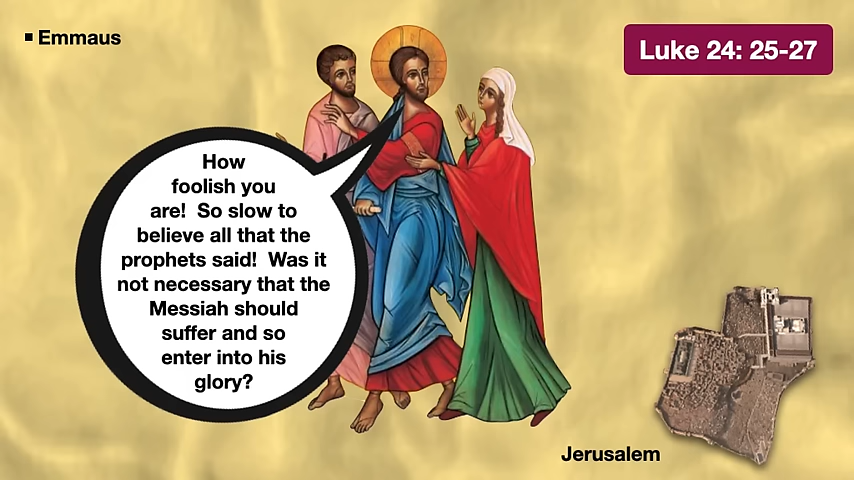 Emmaus
Luke 24: 25-27
How
foolish you
are!  So slow to
believe all that the
prophets said!  Was it
not necessary that the
Messiah should
suffer and so
enter into his
glory?
Jerusalem